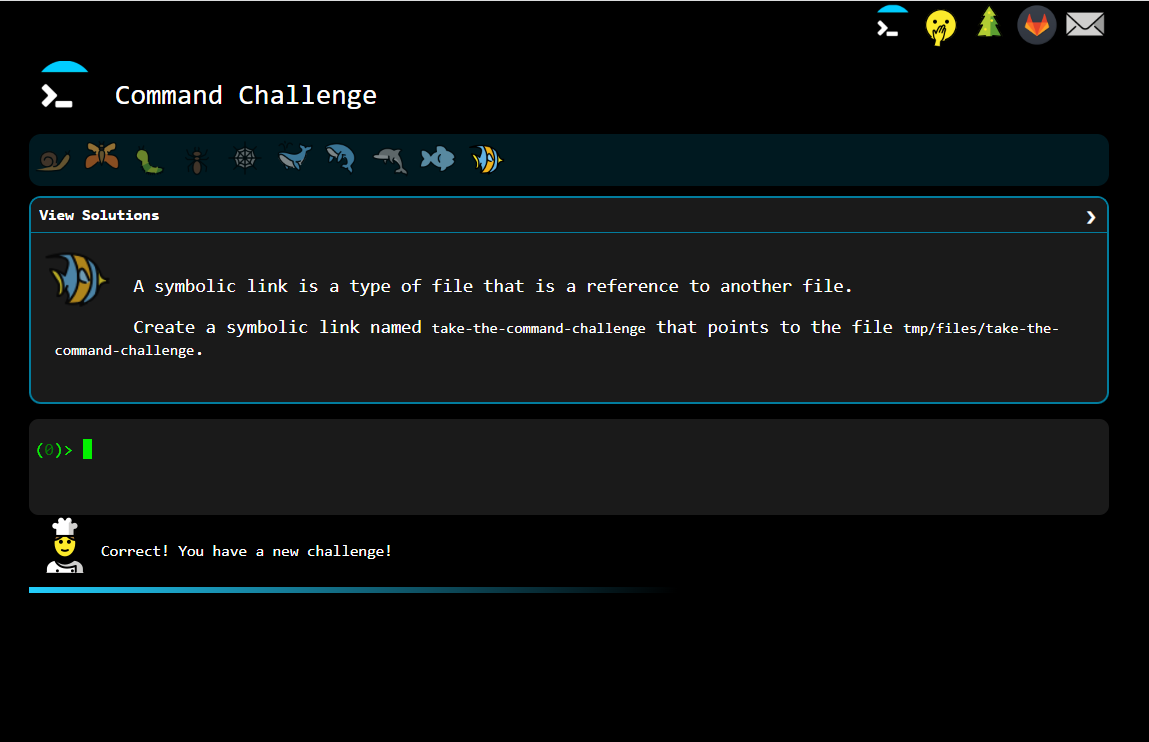 Command Challenge
View Solutions
A symbolic link is a type of file that is a reference to another file.
Create a symbolic link named take-the-command-challenge that points to the file tmp/files/take-the-
command-challenge.
(0)>
Correct! You have a new challenge!